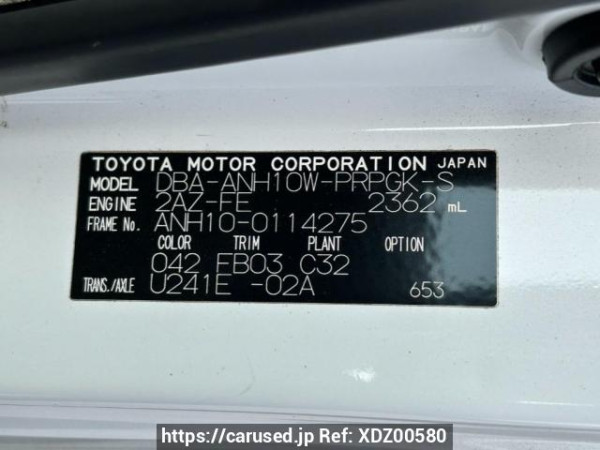 TOYOTA MOTOR CORPORATION JAPAN
MODEL DBA-ANH10W-PRPGK-S
ENGINE 2AZ-FE 2362 mL
FRAME No. ANH10-0114275
COLOR TRIM PLANT OPTION
042 FB03 C32
TRANS./AXLE U241E -02A 653
https://carused.jp Ref: XDZ00580